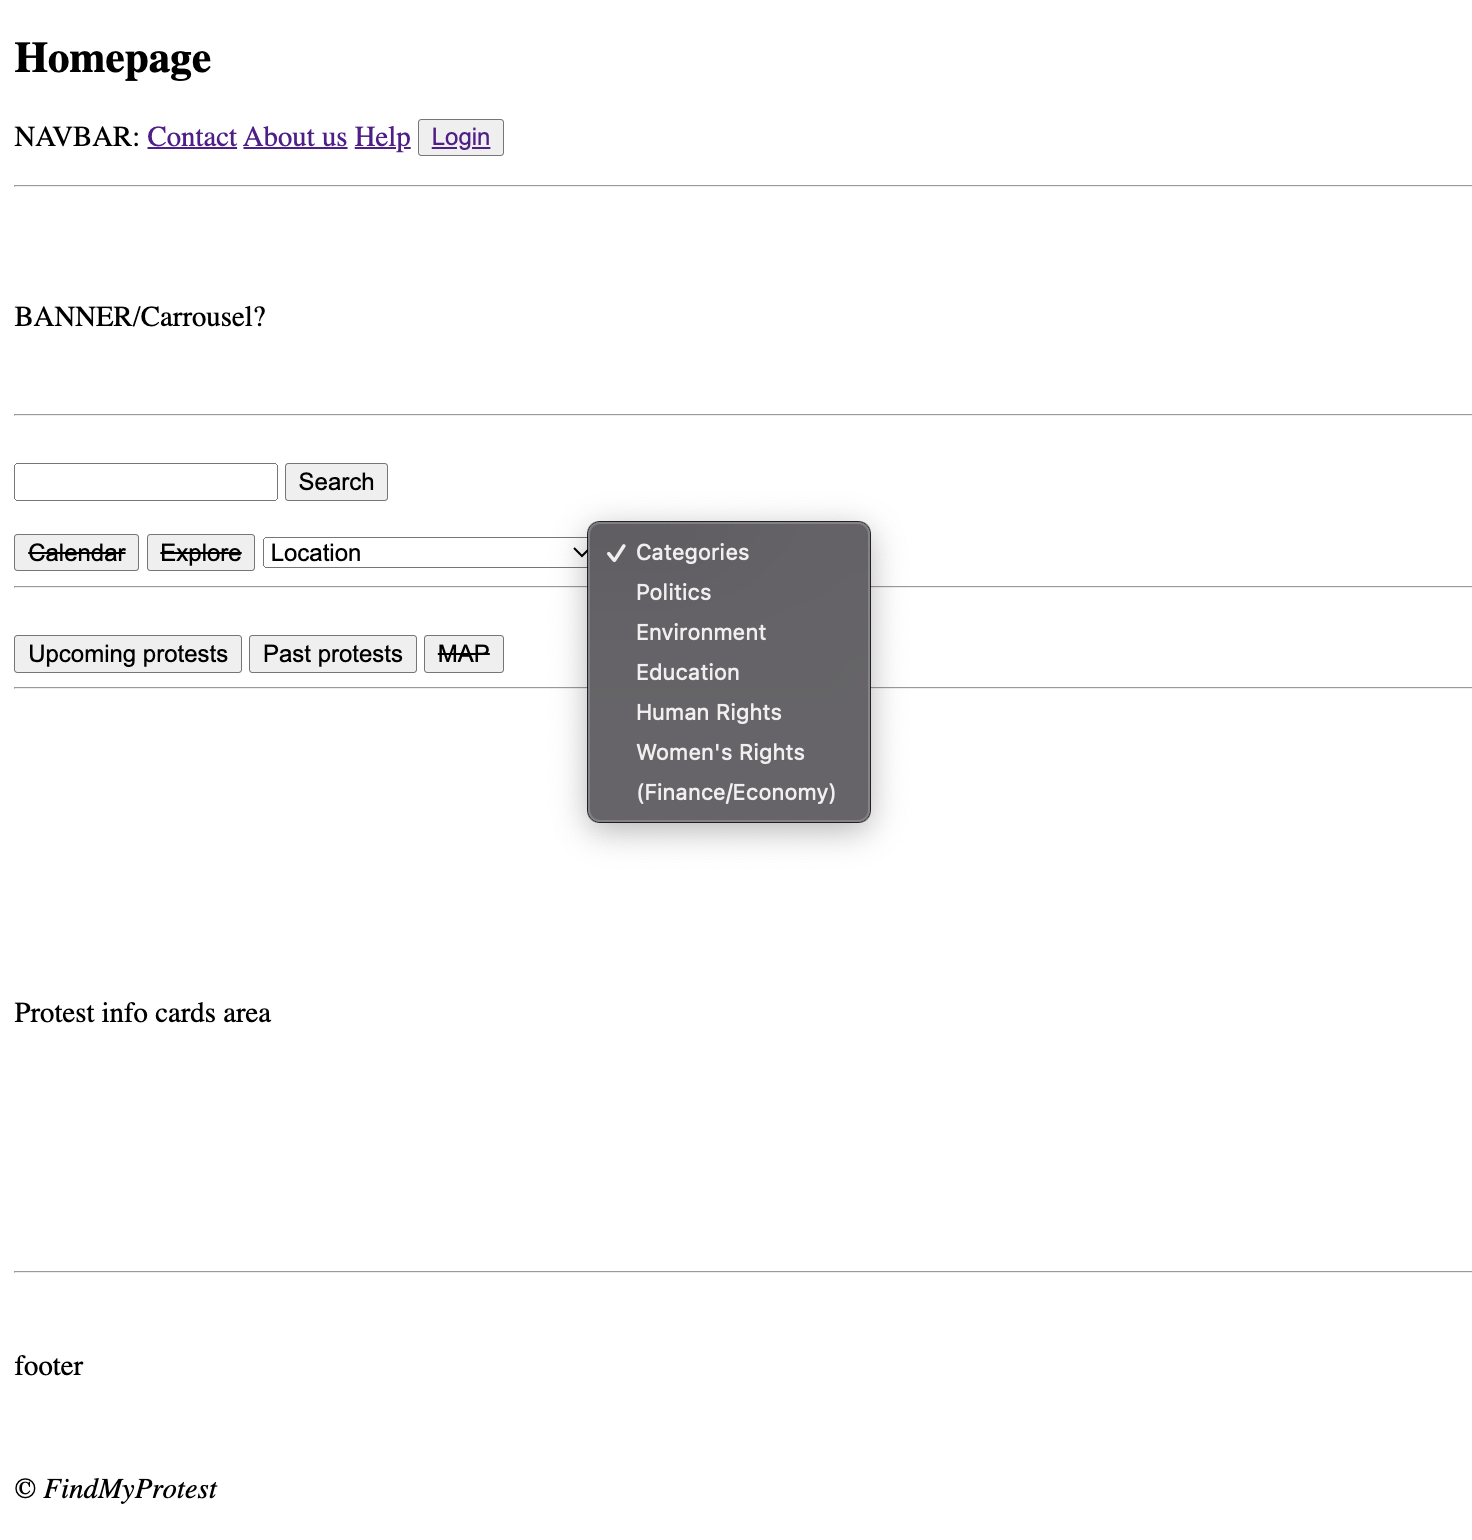 Homepage
NAVBAR: Contact About us Help Login
BANNER/Carrousel?
Search
Calendar Explore Location Categories
Politics
Environment
Education
Human Rights
Women's Rights
(Finance/Economy)
Upcoming protests Past protests MAP
Protest info cards area
footer
© FindMyProtest